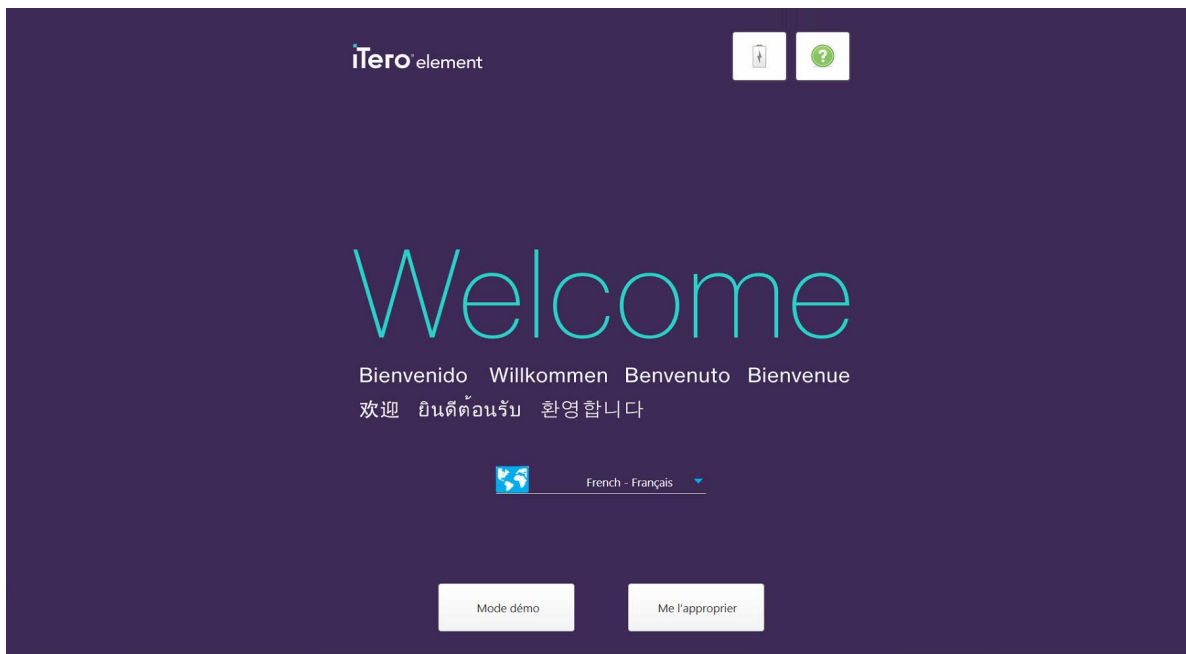 iTero™ element
Welcome
Bienvenido Willkommen Benvenuto Bienvenue
欢迎 ยินดีต้อนรับ 환영합니다
French - Français
Mode démo Me l'approprier